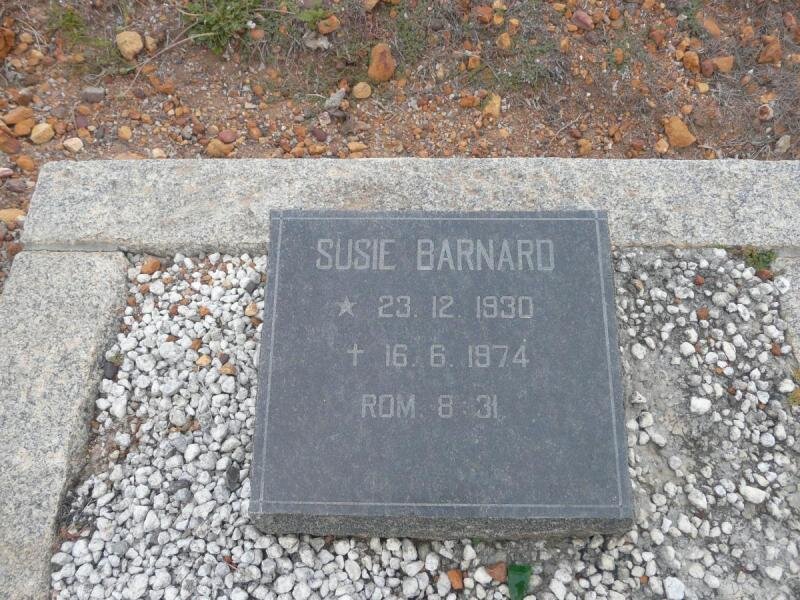 SUSIE BARNARD
★ 23. 12. 1930
✝ 16. 6. 1974
ROM. 8:31